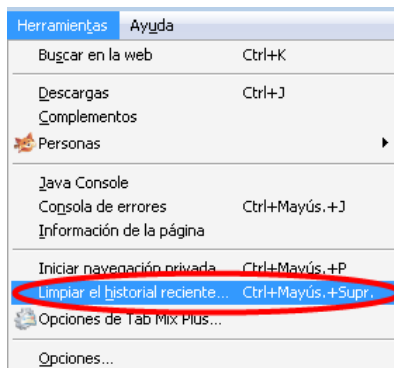 Herramientas Ayuda
Buscar en la web Ctrl+K
Descargas Ctrl+J
Complementos
Personas
Java Console
Consola de errores Ctrl+Mayús.+J
Información de la página
Iniciar navegación privada Ctrl+Mayús.+P
Limpiar el historial reciente... Ctrl+Mayús.+Supr.
Opciones de Tab Mix Plus...
Opciones...